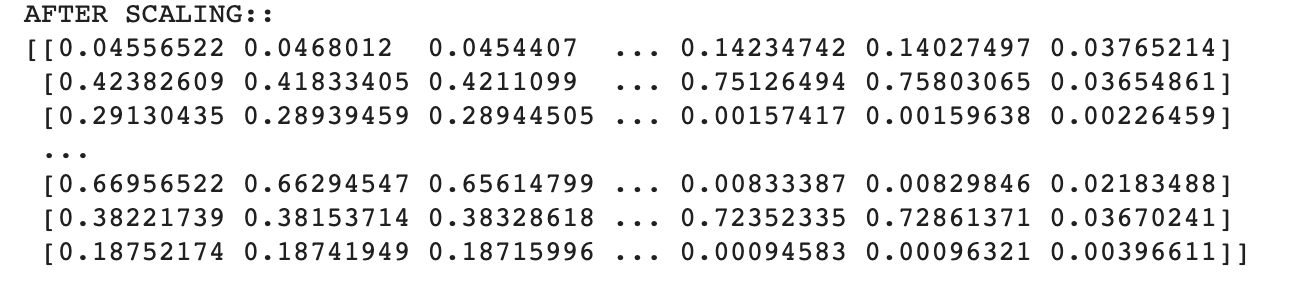 AFTER SCALING::
[[0.04556522 0.0468012  0.0454407  ... 0.14234742 0.14027497 0.03765214]
 [0.42382609 0.41833405 0.4211099  ... 0.75126494 0.75803065 0.03654861]
 [0.29130435 0.28939459 0.28944505 ... 0.00157417 0.00159638 0.00226459]
 ...
 [0.66956522 0.66294547 0.65614799 ... 0.00833387 0.00829846 0.02183488]
 [0.38221739 0.38153714 0.38328618 ... 0.72352335 0.72861371 0.03670241]
 [0.18752174 0.18741949 0.18715996 ... 0.00094583 0.00096321 0.00396611]]